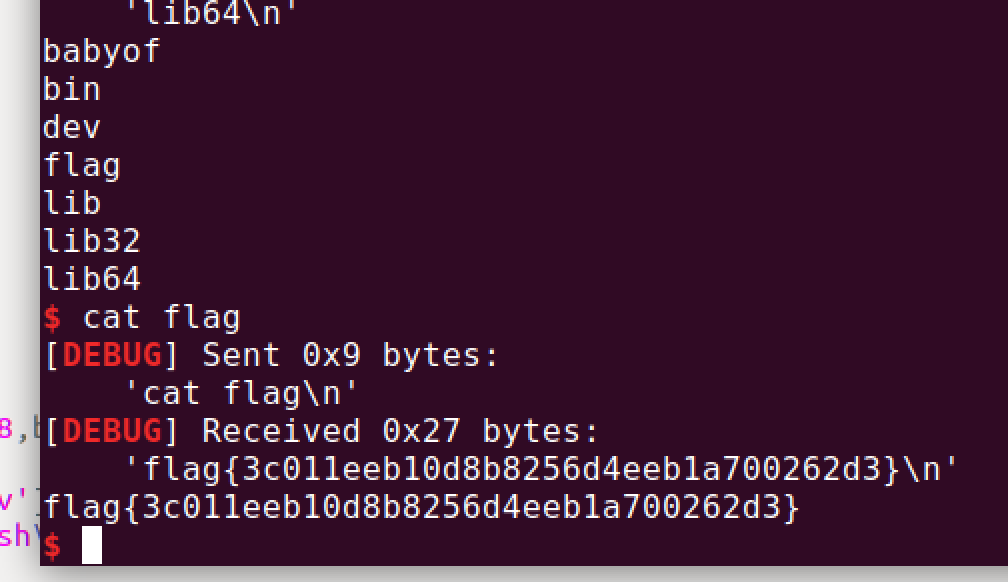 'lib64\n'
babyof
bin
dev
flag
lib
lib32
lib64
$ cat flag
[DEBUG] Sent 0x9 bytes:
'cat flag\n'
8,
[DEBUG] Received 0x27 bytes:
'flag{3c011eeb10d8b8256d4eeb1a700262d3}\n'
v'
flag{3c011eeb10d8b8256d4eeb1a700262d3}
sh
$